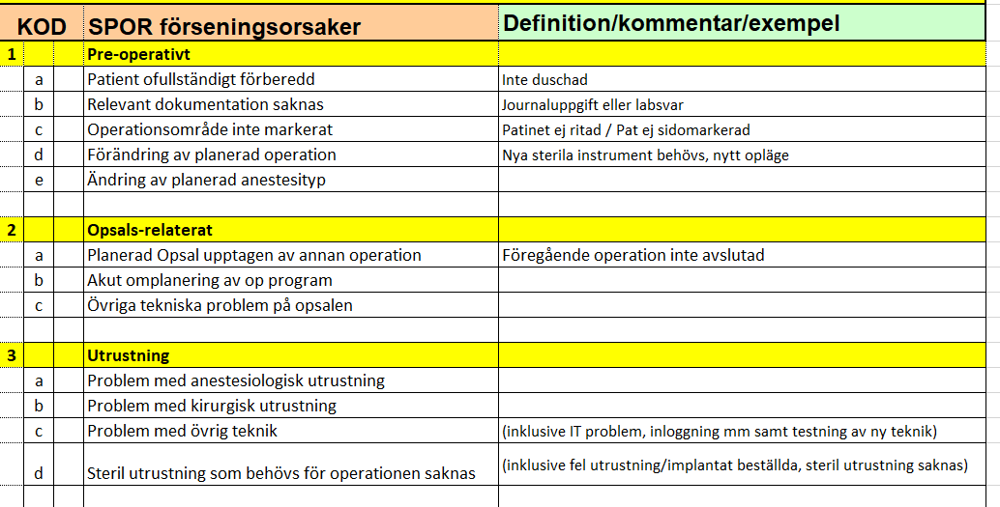 KOD SPOR förseningsorsaker Definition/kommentar/exempel
1 Pre-operativt
a Patient ofullständigt förberedd Inte duschad
b Relevant dokumentation saknas Journaluppgift eller labsvar
c Operationsområde inte markerat Patinet ej ritad / Pat ej sidomarkerad
d Förändring av planerad operation Nya sterila instrument behövs, nytt opläge
e Ändring av planerad anestesityp
2 Opsals-relaterat
a Planerad Opsal upptagen av annan operation Föregående operation inte avslutad
b Akut omplanering av op program
c Övriga tekniska problem på opsalen
3 Utrustning
a Problem med anestesiologisk utrustning
b Problem med kirurgisk utrustning
c Problem med övrig teknik (inklusive IT problem, inloggning mm samt testning av ny teknik)
d Steril utrustning som behövs för operationen saknas (inklusive fel utrustning/implantat beställda, steril utrustning saknas)